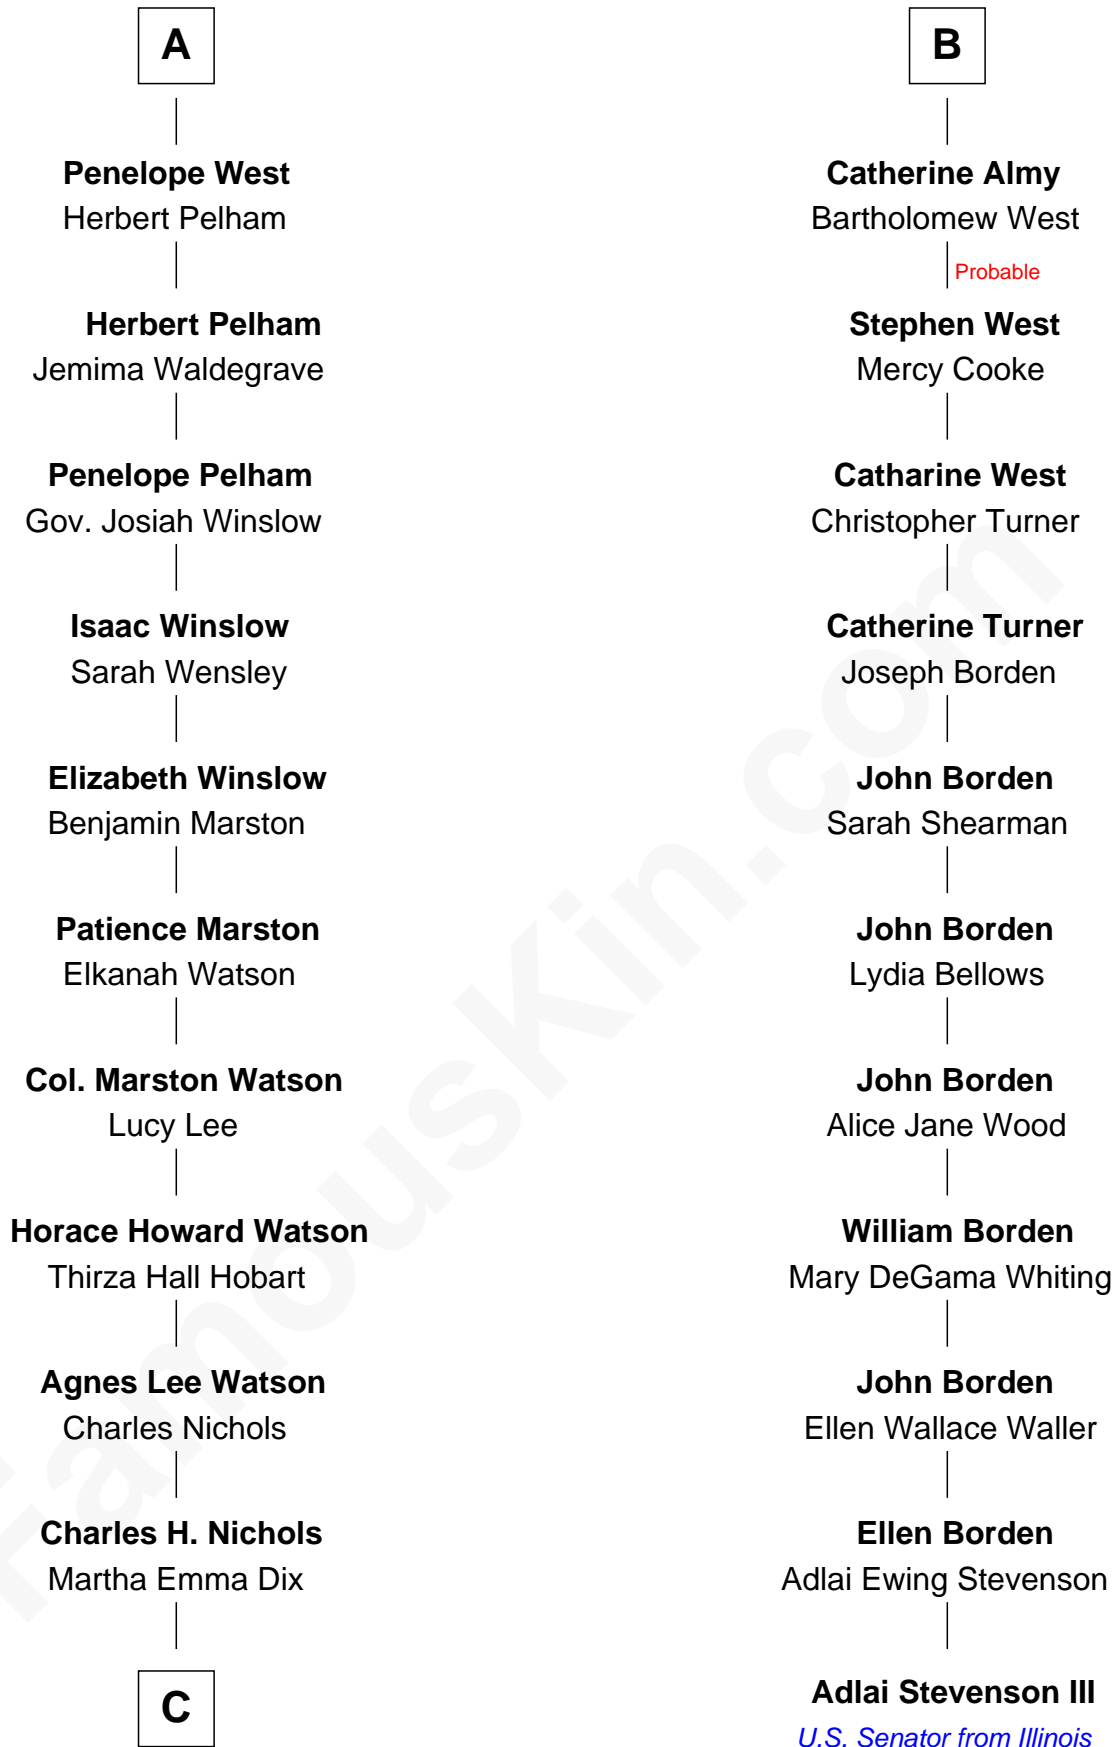 A
Penelope West
Herbert Pelham
Herbert Pelham
Jemima Waldegrave
Penelope Pelham
Gov. Josiah Winslow
Isaac Winslow
Sarah Wensley
Elizabeth Winslow
Benjamin Marston
Patience Marston
Elkanah Watson
Col. Marston Watson
Lucy Lee
Horace Howard Watson
Thirza Hall Hobart
Agnes Lee Watson
Charles Nichols
Charles H. Nichols
Martha Emma Dix
C
B
Catherine Almy
Bartholomew West
Probable
Stephen West
Mercy Cooke
Catharine West
Christopher Turner
Catherine Turner
Joseph Borden
John Borden
Sarah Shearman
John Borden
Lydia Bellows
John Borden
Alice Jane Wood
William Borden
Mary DeGama Whiting
John Borden
Ellen Wallace Waller
Ellen Borden
Adlai Ewing Stevenson
Adlai Stevenson III
U.S. Senator from Illinois
FamousKin.com